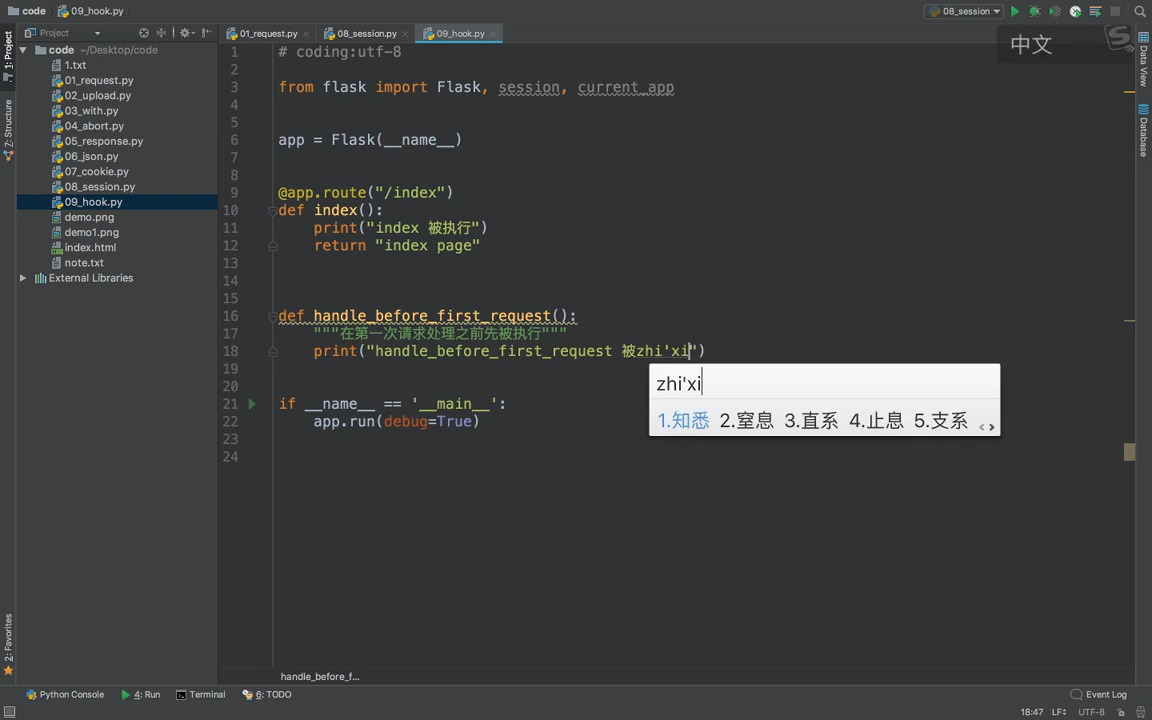 code 09_hook.py
08_session
Project
01_request.py 08_session.py 09_hook.py
中文
code ~/Desktop/code
1.txt
01_request.py
02_upload.py
03_with.py
04_abort.py
05_response.py
06_json.py
07_cookie.py
08_session.py
09_hook.py
demo.png
demo1.png
index.html
note.txt
External Libraries
1: Project
7: Structure
2: Favorites
1 # coding:utf-8
2
3 from flask import Flask, session, current_app
4
5
6 app = Flask(__name__)
7
8
9 @app.route("/index")
10 def index():
11 print("index 被执行")
12 return "index page"
13
14
15
16 def handle_before_first_request():
17 """在第一次请求处理之前先被执行"""
18 print("handle_before_first_request 被zhi'xi")
19
20
21 if __name__ == '__main__':
22 app.run(debug=True)
23
24
zhi'xi
1.知悉 2.窒息 3.直系 4.止息 5.支系
Data View
Database
handle_before_f...
Python Console 4: Run Terminal 6: TODO Event Log
18:47 LF÷ UTF-8